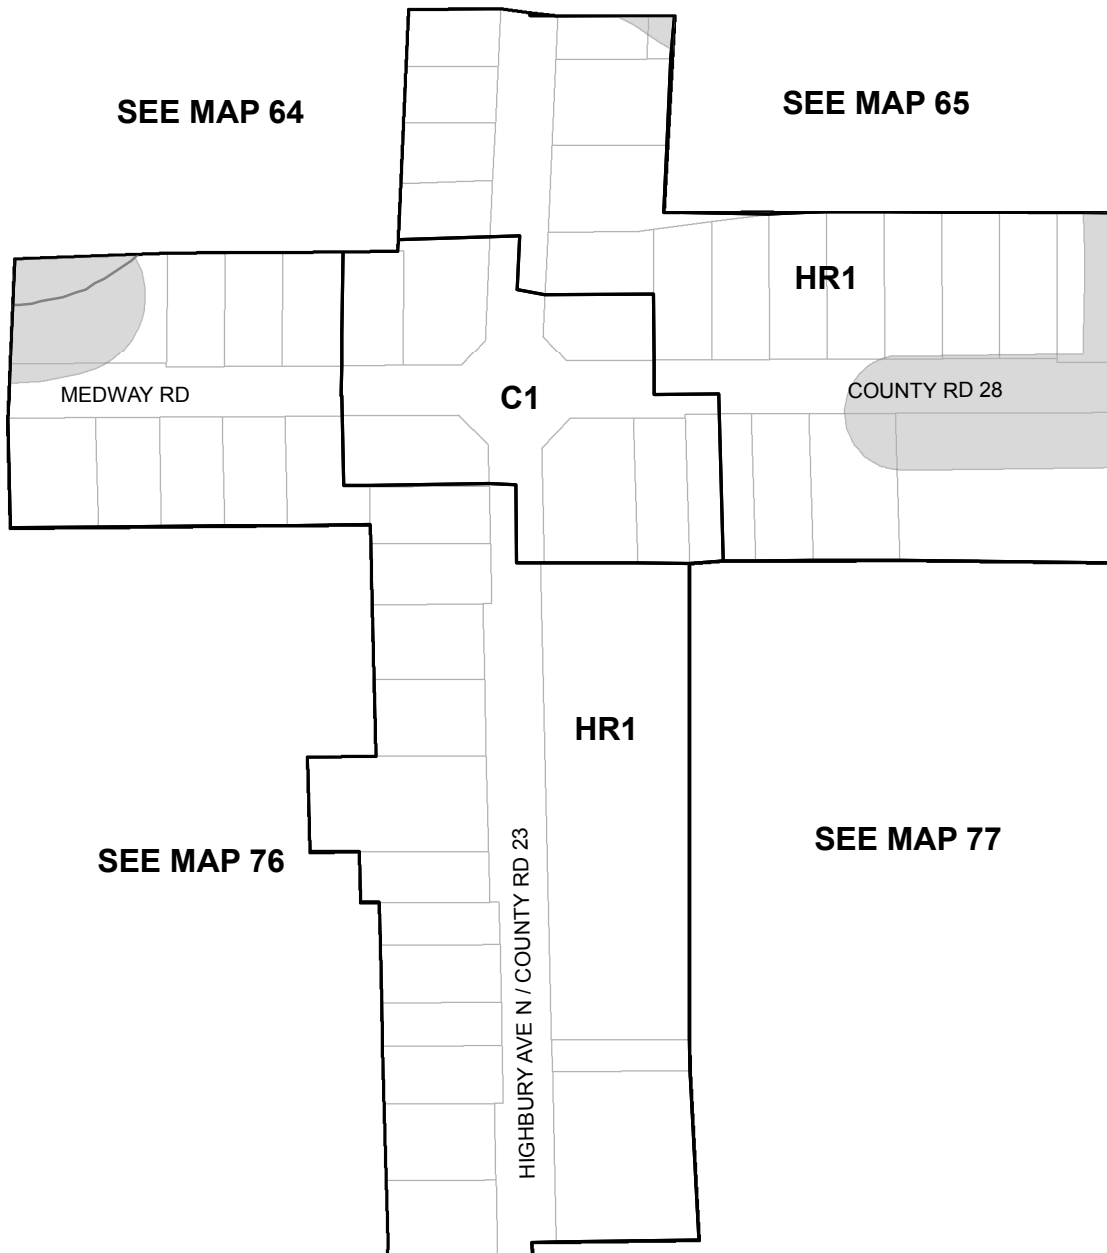 SEE MAP 64
SEE MAP 65
HR1
MEDWAY RD
C1
COUNTY RD 28
HR1
SEE MAP 76
HIGHBURY AVE N / COUNTY RD 23
SEE MAP 77